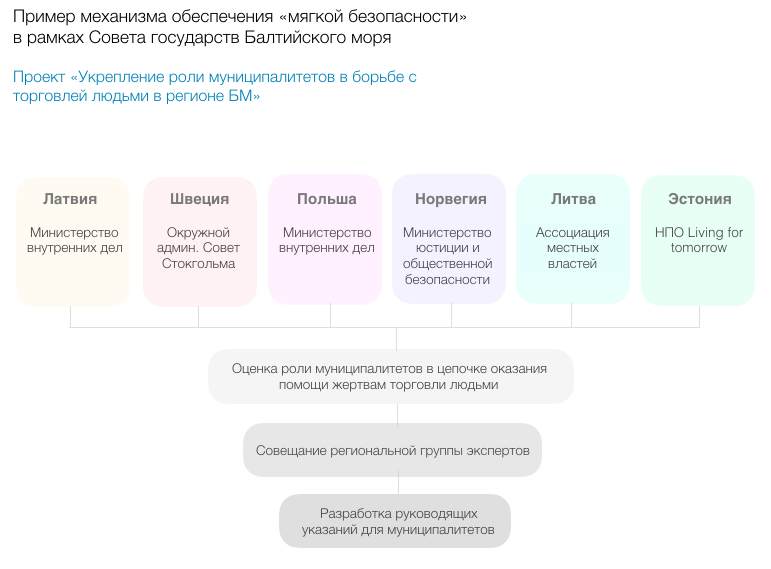 Пример механизма обеспечения «мягкой безопасности»
в рамках Совета государств Балтийского моря
Проект «Укрепление роли муниципалитетов в борьбе с
торговлей людьми в регионе БМ»
Латвия
Министерство
внутренних дел
Швеция
Окружной
админ. Совет
Стокгольма
Польша
Министерство
внутренних дел
Норвегия
Министерство
юстиции и
общественной
безопасности
Литва
Ассоциация
местных
властей
Эстония
НПО Living for
tomorrow
Оценка роли муниципалитетов в цепочке оказания
помощи жертвам торговли людьми
Совещание региональной группы экспертов
Разработка руководящих
указаний для муниципалитетов